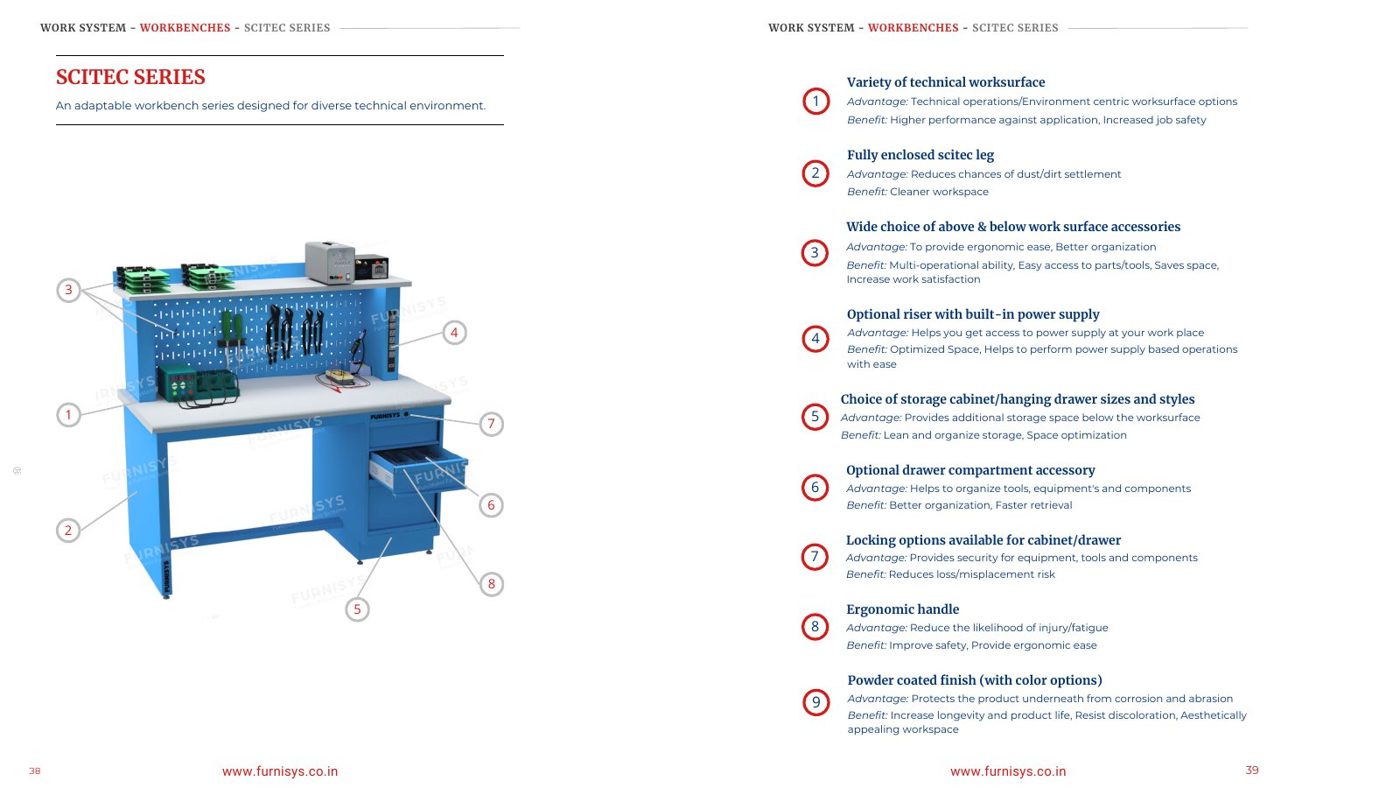 WORK SYSTEM - WORKBENCHES - SCITEC SERIES
SCITEC SERIES
An adaptable workbench series designed for diverse technical environment.
3
4
1
7
6
2
8
5
FURNISYS
FURNISYS
FURNISYS
FURNISYS
FURNISYS
FURNISYS
FURNISYS
FURNISYS
38
www.furnisys.co.in
WORK SYSTEM - WORKBENCHES - SCITEC SERIES
1
Variety of technical worksurface
Advantage: Technical operations/Environment centric worksurface options
Benefit: Higher performance against application, Increased job safety
2
Fully enclosed scitec leg
Advantage: Reduces chances of dust/dirt settlement
Benefit: Cleaner workspace
3
Wide choice of above & below work surface accessories
Advantage: To provide ergonomic ease, Better organization
Benefit: Multi-operational ability, Easy access to parts/tools, Saves space,
Increase work satisfaction
4
Optional riser with built-in power supply
Advantage: Helps you get access to power supply at your work place
Benefit: Optimized Space, Helps to perform power supply based operations
with ease
5
Choice of storage cabinet/hanging drawer sizes and styles
Advantage: Provides additional storage space below the worksurface
Benefit: Lean and organize storage, Space optimization
6
Optional drawer compartment accessory
Advantage: Helps to organize tools, equipment's and components
Benefit: Better organization, Faster retrieval
7
Locking options available for cabinet/drawer
Advantage: Provides security for equipment, tools and components
Benefit: Reduces loss/misplacement risk
8
Ergonomic handle
Advantage: Reduce the likelihood of injury/fatigue
Benefit: Improve safety, Provide ergonomic ease
9
Powder coated finish (with color options)
Advantage: Protects the product underneath from corrosion and abrasion
Benefit: Increase longevity and product life, Resist discoloration, Aesthetically
appealing workspace
www.furnisys.co.in
39